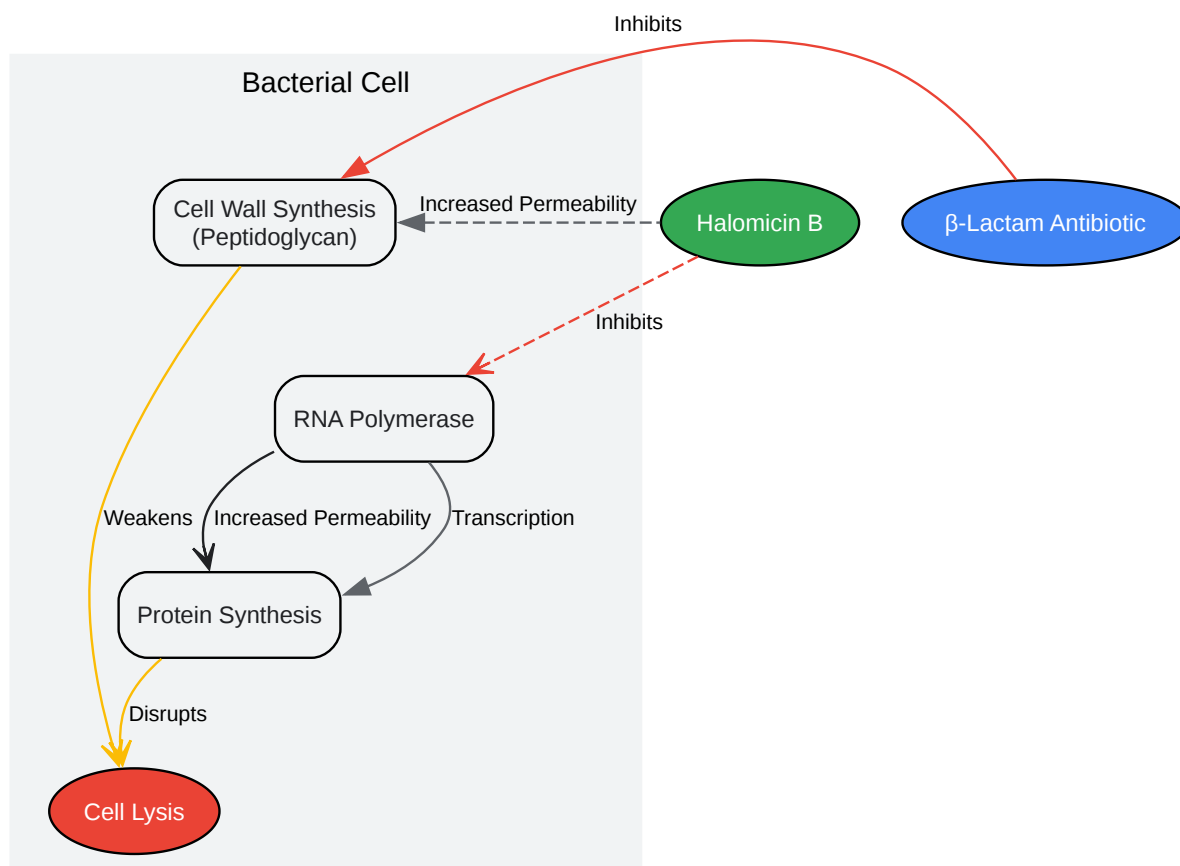 Inhibits
Bacterial Cell
Cell Wall Synthesis
(Peptidoglycan)
Increased Permeability
Halomicin B
β-Lactam Antibiotic
Inhibits
RNA Polymerase
Weakens
Increased Permeability
Transcription
Protein Synthesis
Disrupts
Cell Lysis